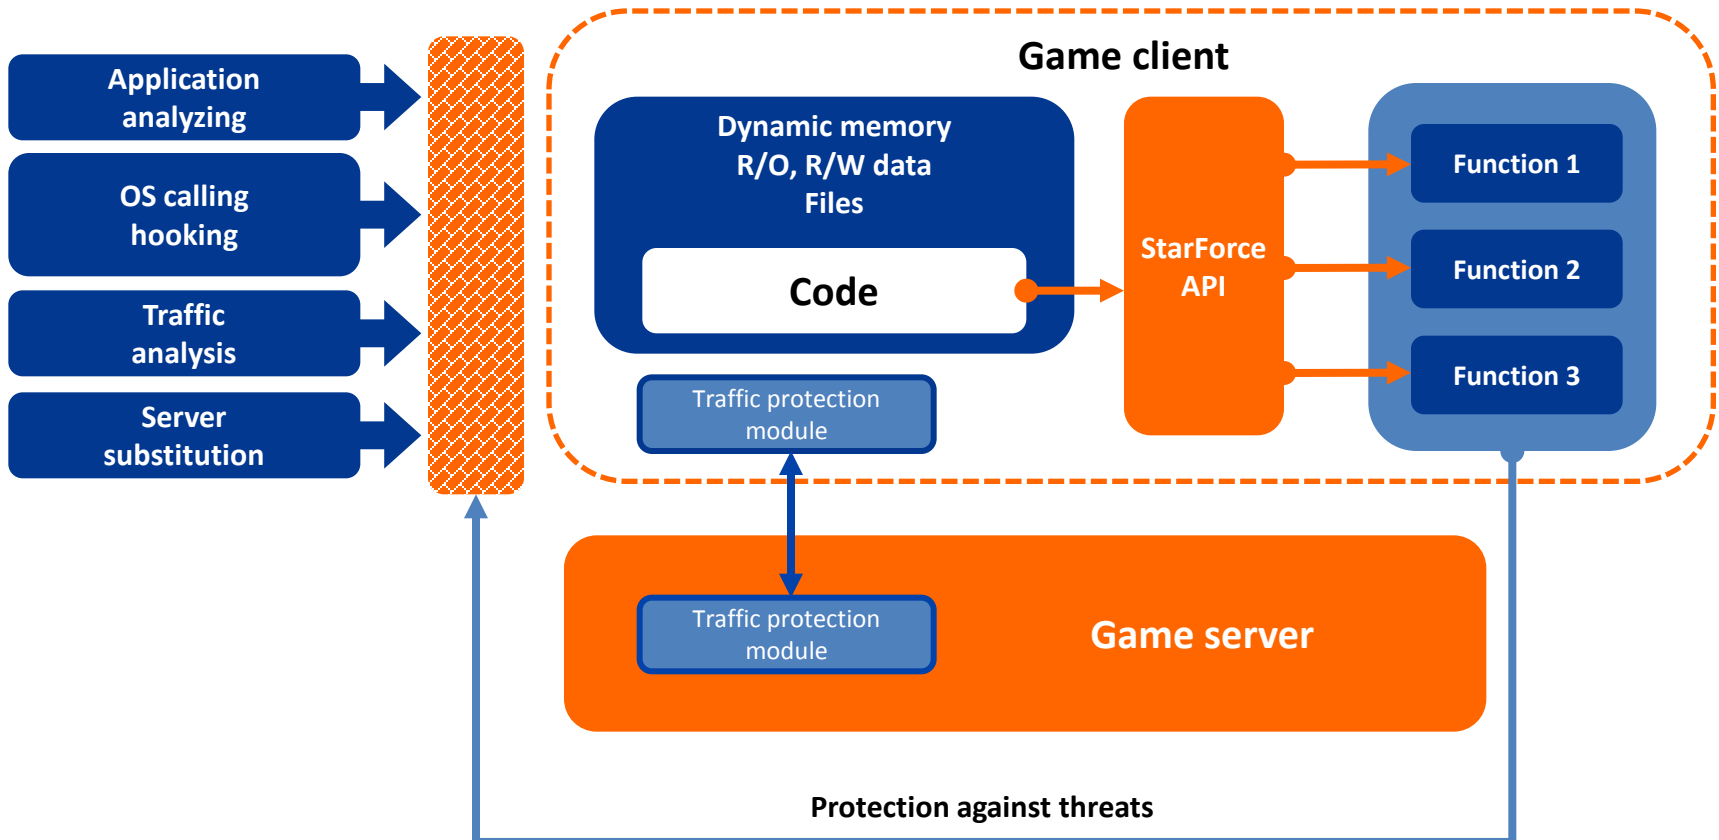 Application
analyzing
OS calling
hooking
Traffic
analysis
Server
substitution
Game client
Dynamic memory
R/O, R/W data
Files
Code
StarForce
API
Function 1
Function 2
Function 3
Traffic protection
module
Traffic protection
module
Game server
Protection against threats